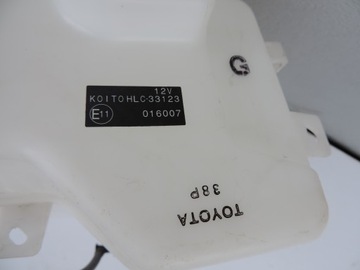 G
12V
KOITO HLC-33123
E11 016007
38P
TOYOTA